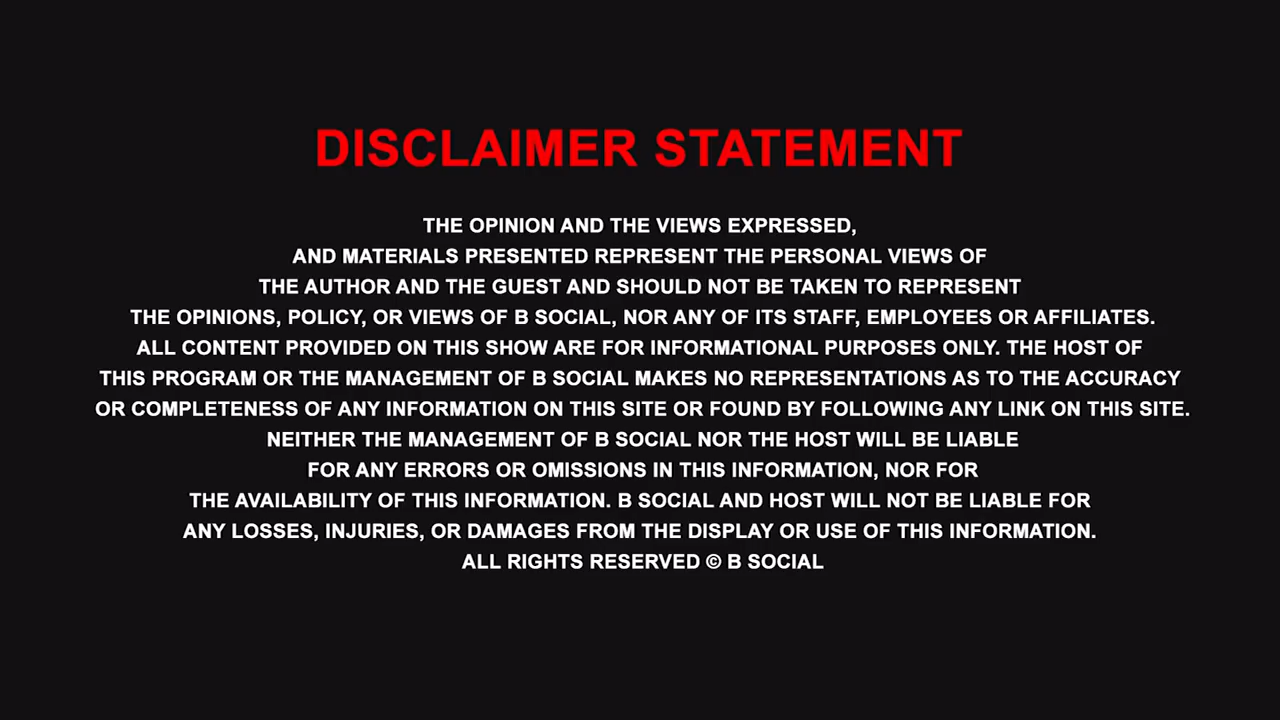 DISCLAIMER STATEMENT
THE OPINION AND THE VIEWS EXPRESSED,
AND MATERIALS PRESENTED REPRESENT THE PERSONAL VIEWS OF
THE AUTHOR AND THE GUEST AND SHOULD NOT BE TAKEN TO REPRESENT
THE OPINIONS, POLICY, OR VIEWS OF B SOCIAL, NOR ANY OF ITS STAFF, EMPLOYEES OR AFFILIATES.
ALL CONTENT PROVIDED ON THIS SHOW ARE FOR INFORMATIONAL PURPOSES ONLY. THE HOST OF
THIS PROGRAM OR THE MANAGEMENT OF B SOCIAL MAKES NO REPRESENTATIONS AS TO THE ACCURACY
OR COMPLETENESS OF ANY INFORMATION ON THIS SITE OR FOUND BY FOLLOWING ANY LINK ON THIS SITE.
NEITHER THE MANAGEMENT OF B SOCIAL NOR THE HOST WILL BE LIABLE
FOR ANY ERRORS OR OMISSIONS IN THIS INFORMATION, NOR FOR
THE AVAILABILITY OF THIS INFORMATION. B SOCIAL AND HOST WILL NOT BE LIABLE FOR
ANY LOSSES, INJURIES, OR DAMAGES FROM THE DISPLAY OR USE OF THIS INFORMATION.
ALL RIGHTS RESERVED © B SOCIAL